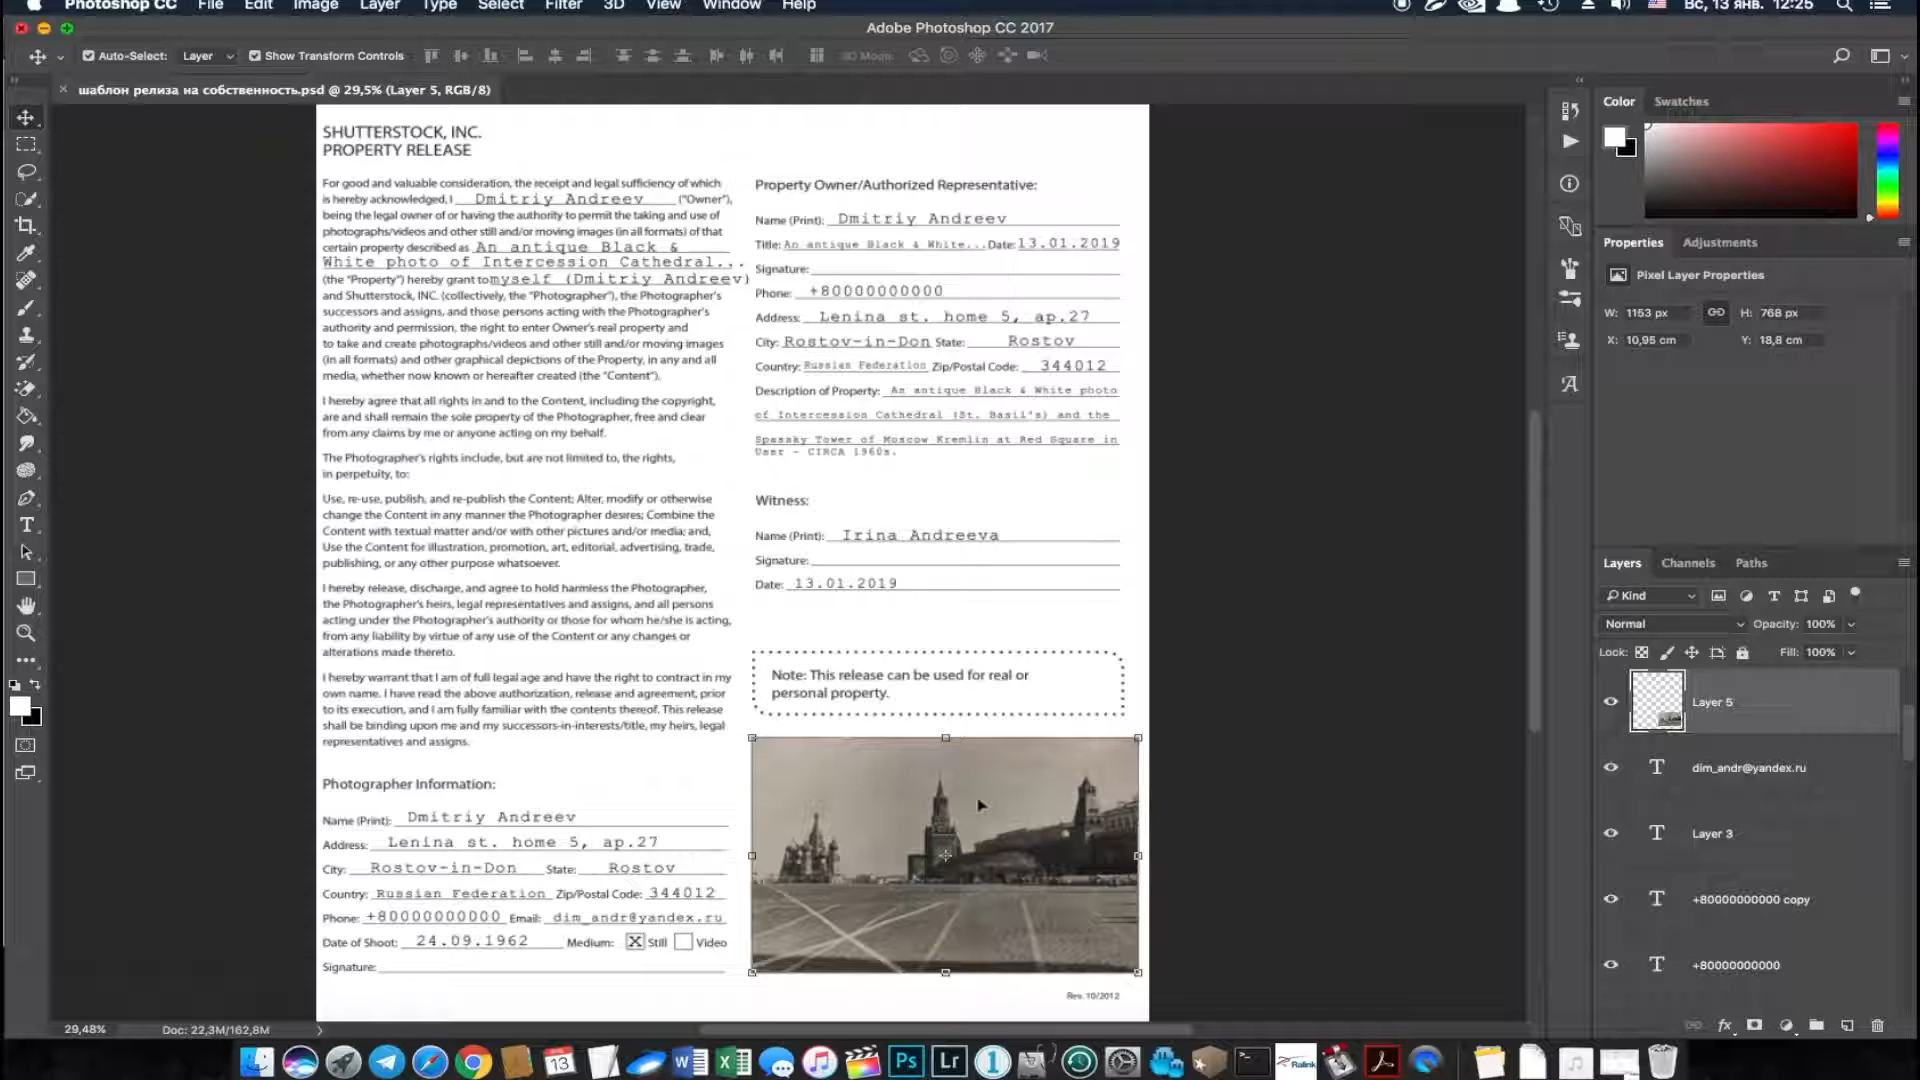 Photoshop CC File Edit Image Layer Type Select Filter 3D View Window Help Вс, 13 янв. 12:25
Adobe Photoshop CC 2017
Auto-Select: Layer Show Transform Controls 3D Mode:
шаблон релиза на собственность.psd @ 29,5% (Layer 5, RGB/8)
SHUTTERSTOCK, INC.
PROPERTY RELEASE
For good and valuable consideration, the receipt and legal sufficiency of which
is hereby acknowledged, I Dmitriy Andreev ("Owner"),
being the legal owner of or having the authority to permit the taking and use of
photographs/videos and other still and/or moving images (in all formats) of that
certain property described as An antique Black &
White photo of Intercession Cathedral...
(the "Property") hereby grant to myself (Dmitriy Andreev)
and Shutterstock, INC. (collectively, the "Photographer"), the Photographer's
successors and assigns, and those persons acting with the Photographer's
authority and permission, the right to enter Owner's real property and
to take and create photographs/videos and other still and/or moving images
(in all formats) and other graphical depictions of the Property, in any and all
media, whether now known or hereafter created (the "Content").
I hereby agree that all rights in and to the Content, including the copyright,
are and shall remain the sole property of the Photographer, free and clear
from any claims by me or anyone acting on my behalf.
The Photographer's rights include, but are not limited to, the rights,
in perpetuity, to:
Use, re-use, publish, and re-publish the Content; Alter, modify or otherwise
change the Content in any manner the Photographer desires; Combine the
Content with textual matter and/or with other pictures and/or media; and,
Use the Content for illustration, promotion, art, editorial, advertising, trade,
publishing, or any other purpose whatsoever.
I hereby release, discharge, and agree to hold harmless the Photographer,
the Photographer's heirs, legal representatives and assigns, and all persons
acting under the Photographer's authority or those for whom he/she is acting,
from any liability by virtue of any use of the Content or any changes or
alterations made thereto.
I hereby warrant that I am of full legal age and have the right to contract in my
own name. I have read the above authorization, release and agreement, prior
to its execution, and I am fully familiar with the contents thereof. This release
shall be binding upon me and my successors-in-interests/title, my heirs, legal
representatives and assigns.
Photographer Information:
Name (Print): Dmitriy Andreev
Address: Lenina st. home 5, ap.27
City: Rostov-in-Don State: Rostov
Country: Russian Federation Zip/Postal Code: 344012
Phone: +80000000000 Email: dim_andr@yandex.ru
Date of Shoot: 24.09.1962 Medium: X Still Video
Signature:
Property Owner/Authorized Representative:
Name (Print): Dmitriy Andreev
Title: An antique Black & White... Date: 13.01.2019
Signature:
Phone: +80000000000
Address: Lenina st. home 5, ap.27
City: Rostov-in-Don State: Rostov
Country: Russian Federation Zip/Postal Code: 344012
Description of Property: An antique Black & White photo
of Intercession Cathedral (St. Basil's) and the
Spassky Tower of Moscow Kremlin at Red Square in
Ussr - CIRCA 1960s.
Witness:
Name (Print): Irina Andreeva
Signature:
Date: 13.01.2019
Note: This release can be used for real or
personal property.
Rev. 10/2012
Color Swatches
Properties Adjustments
Pixel Layer Properties
W: 1153 px H: 768 px
X: 10,95 cm Y: 18,8 cm
Layers Channels Paths
Kind
Normal Opacity: 100%
Lock: Fill: 100%
Layer 5
dim_andr@yandex.ru
Layer 3
+80000000000 copy
+80000000000
29,48% Doc: 22,3M/162,8M
13 Ps Lr 1 Ralink